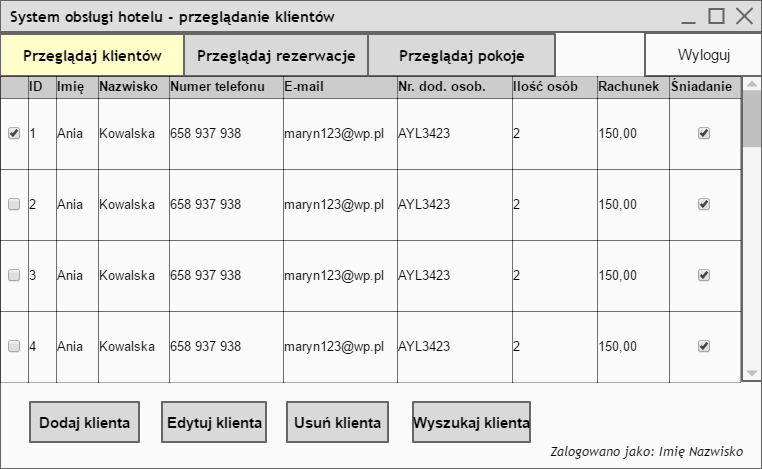 System obsługi hotelu - przeglądanie klientów
Przeglądaj klientów Przeglądaj rezerwacje Przeglądaj pokoje Wyloguj
ID Imię Nazwisko Numer telefonu E-mail Nr. dod. osob. Ilość osób Rachunek Śniadanie
1 Ania Kowalska 658 937 938 maryn123@wp.pl AYL3423 2 150,00
2 Ania Kowalska 658 937 938 maryn123@wp.pl AYL3423 2 150,00
3 Ania Kowalska 658 937 938 maryn123@wp.pl AYL3423 2 150,00
4 Ania Kowalska 658 937 938 maryn123@wp.pl AYL3423 2 150,00
Dodaj klienta Edytuj klienta Usuń klienta Wyszukaj klienta
Zalogowano jako: Imię Nazwisko